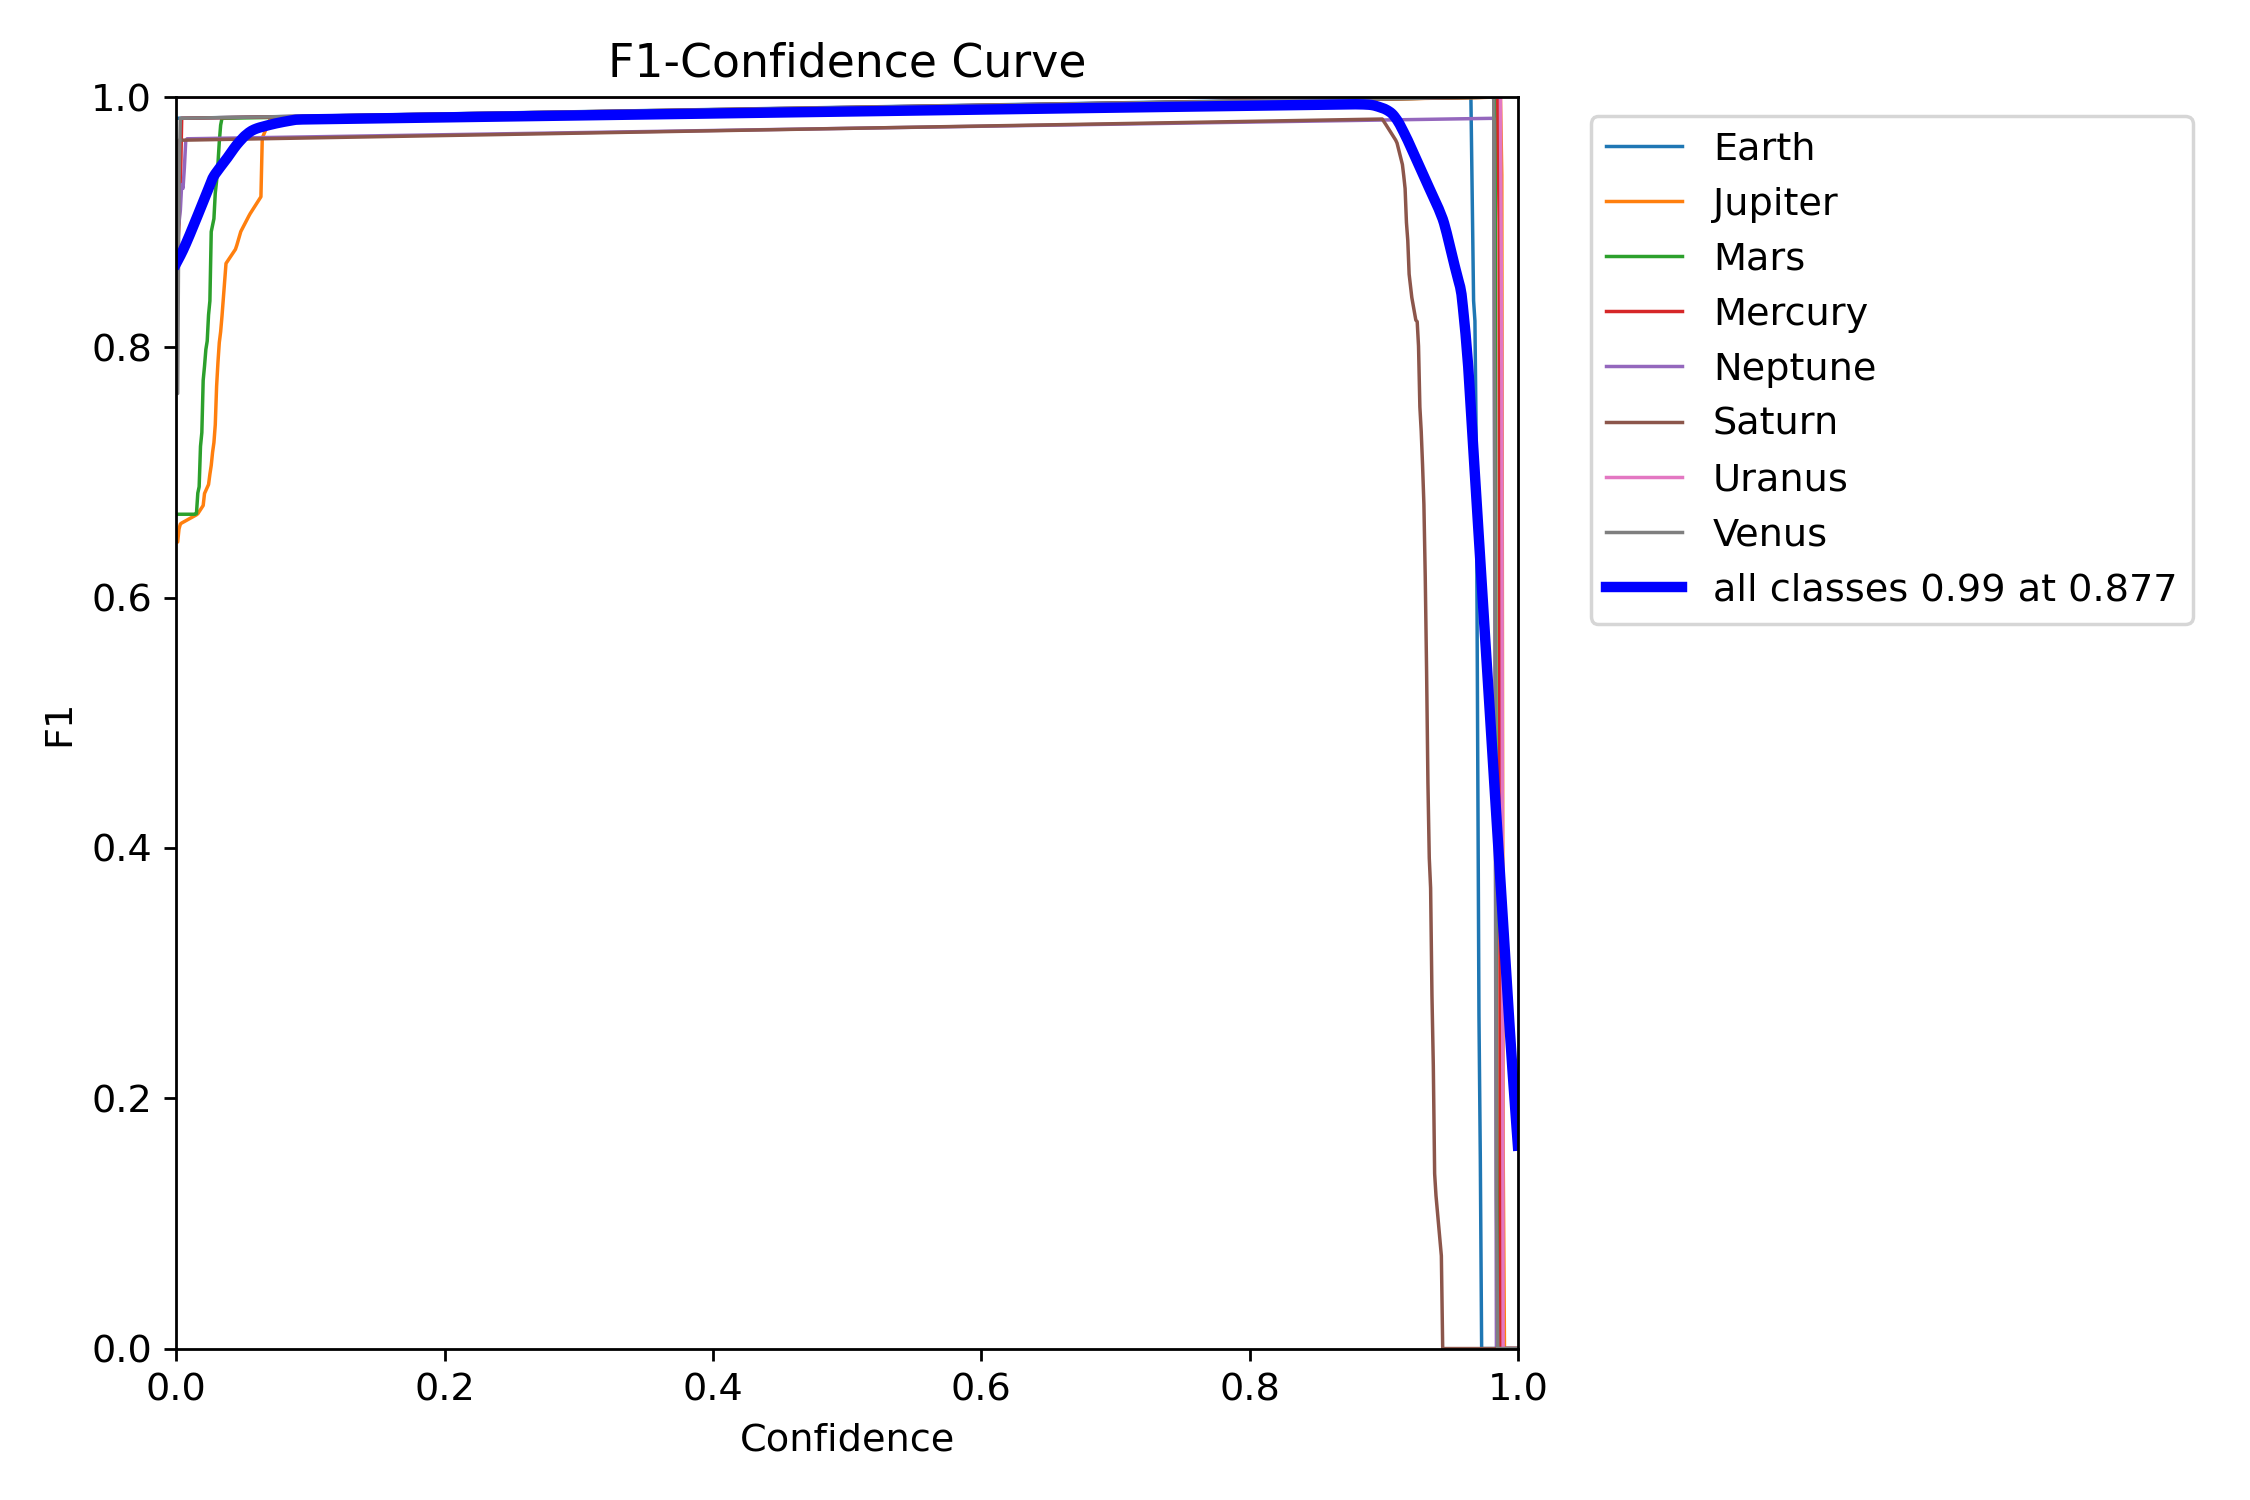 F1-Confidence Curve
1.0
0.8
0.6
0.4
0.2
0.0
F1
0.0 0.2 0.4 0.6 0.8 1.0
Confidence
Earth
Jupiter
Mars
Mercury
Neptune
Saturn
Uranus
Venus
all classes 0.99 at 0.877